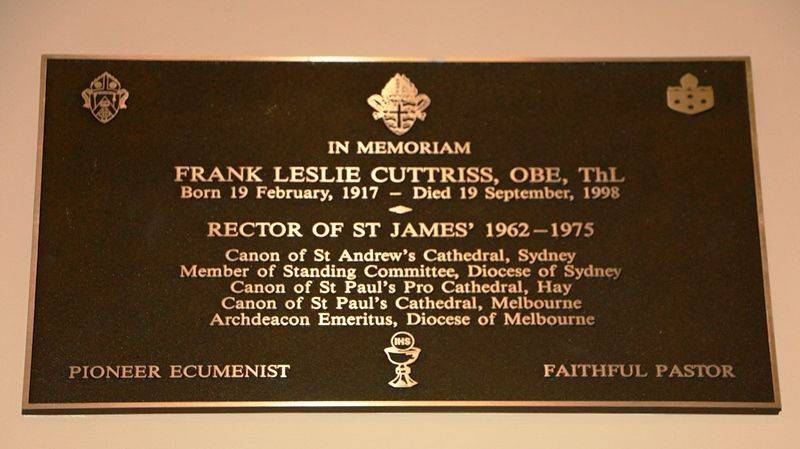 IN MEMORIAM
FRANK LESLIE CUTTRISS, OBE, ThL
Born 19 February, 1917 – Died 19 September, 1998
RECTOR OF ST JAMES' 1962–1975
Canon of St Andrew's Cathedral, Sydney
Member of Standing Committee, Diocese of Sydney
Canon of St Paul's Pro Cathedral, Hay
Canon of St Paul's Cathedral, Melbourne
Archdeacon Emeritus, Diocese of Melbourne
IHS
PIONEER ECUMENIST
FAITHFUL PASTOR